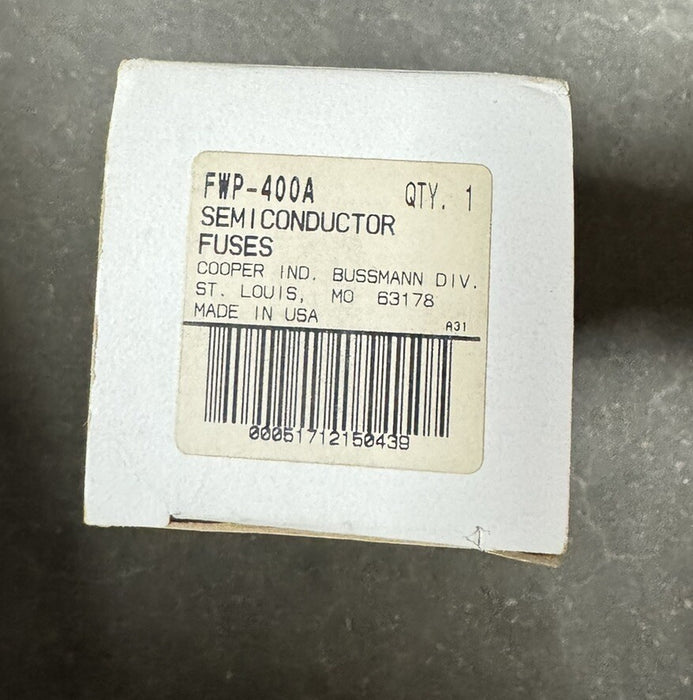 FWP-400A QTY. 1
SEMICONDUCTOR
FUSES
COOPER IND. BUSSMANN DIV.
ST. LOUIS, MO 63178
MADE IN USA A31
00051712150439